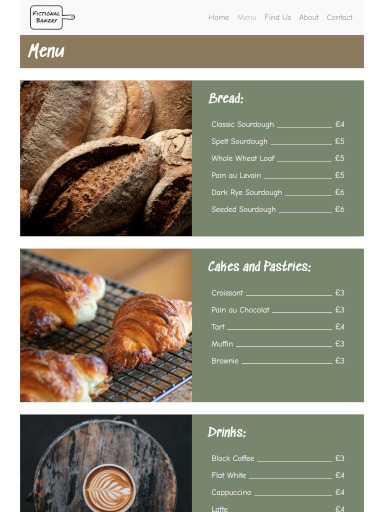 Fictional
Bakery
Home Menu Find Us About Contact
Menu
Bread:
Classic Sourdough £4
Spelt Sourdough £5
Whole Wheat Loaf £5
Pain au Levain £5
Dark Rye Sourdough £6
Seeded Sourdough £6
Cakes and Pastries:
Croissant £3
Pain au Chocolat £3
Tart £4
Muffin £3
Brownie £3
Drinks:
Black Coffee £3
Flat White £4
Cappuccino £4
Latte £4